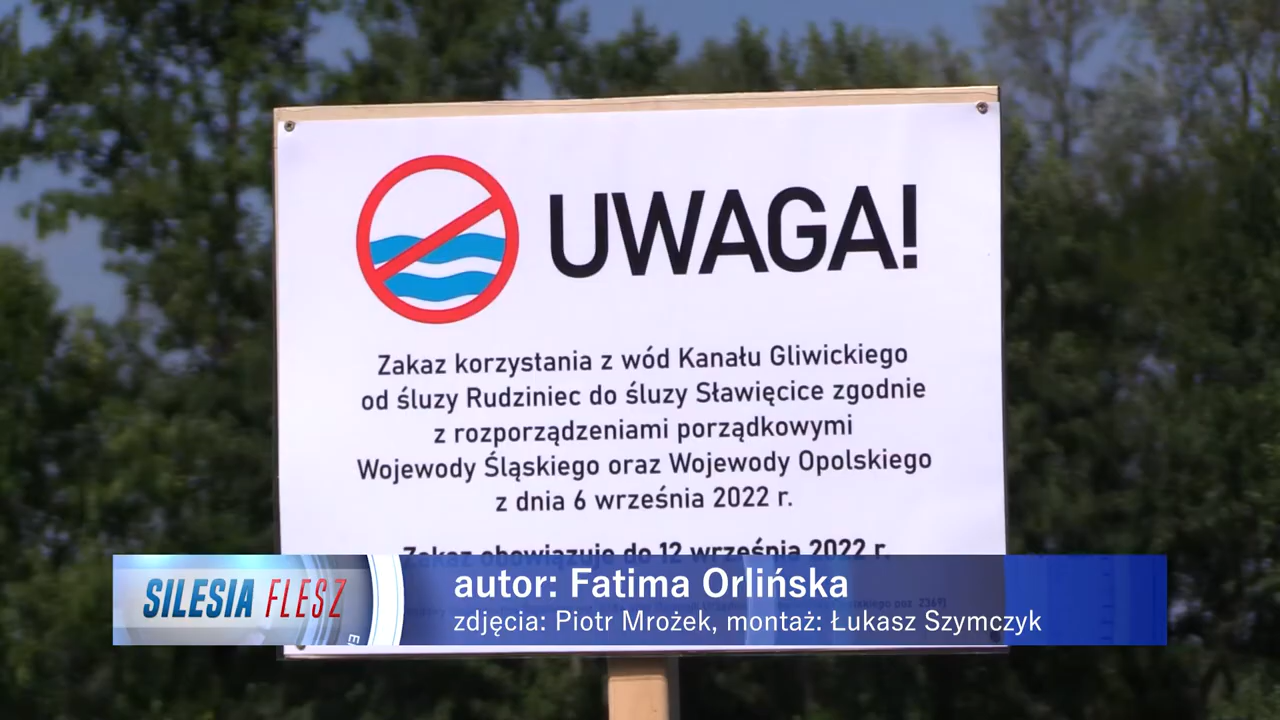 UWAGA!
Zakaz korzystania z wód Kanału Gliwickiego
od śluzy Rudziniec do śluzy Sławięcice zgodnie
z rozporządzeniami porządkowymi
Wojewody Śląskiego oraz Wojewody Opolskiego
z dnia 6 września 2022 r.
Zakaz obowiązuje do 12 września 2022 r.
SILESIA FLESZ
autor: Fatima Orlińska
zdjęcia: Piotr Mrożek, montaż: Łukasz Szymczyk